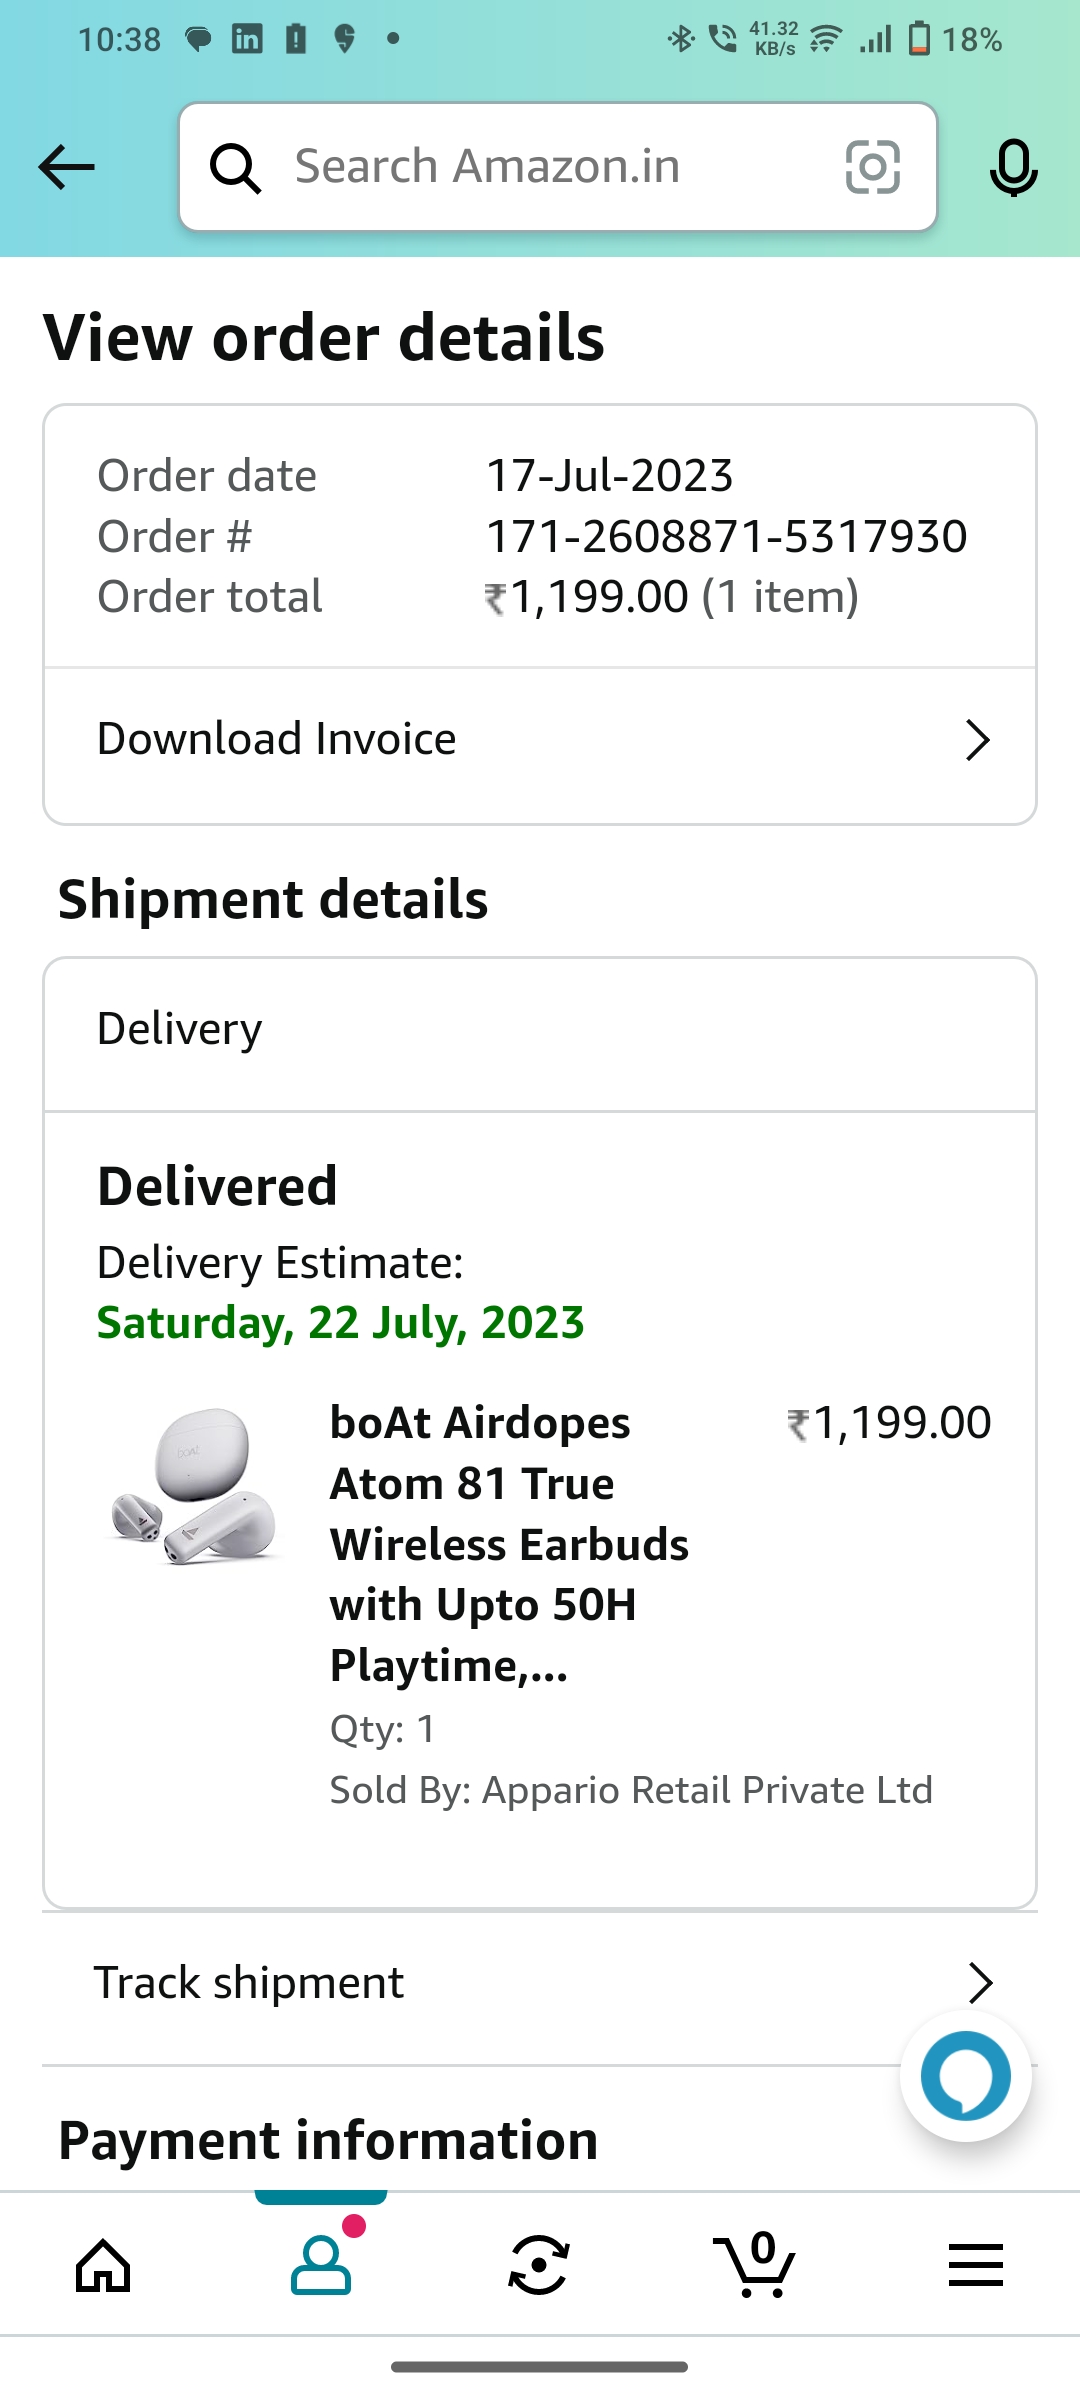 10:38
41.32
KB/s
18%
Search Amazon.in
View order details
Order date 17-Jul-2023
Order # 171-2608871-5317930
Order total ₹1,199.00 (1 item)
Download Invoice
Shipment details
Delivery
Delivered
Delivery Estimate:
Saturday, 22 July, 2023
boAt Airdopes ₹1,199.00
Atom 81 True
Wireless Earbuds
with Upto 50H
Playtime,...
Qty: 1
Sold By: Appario Retail Private Ltd
Track shipment
Payment information
0